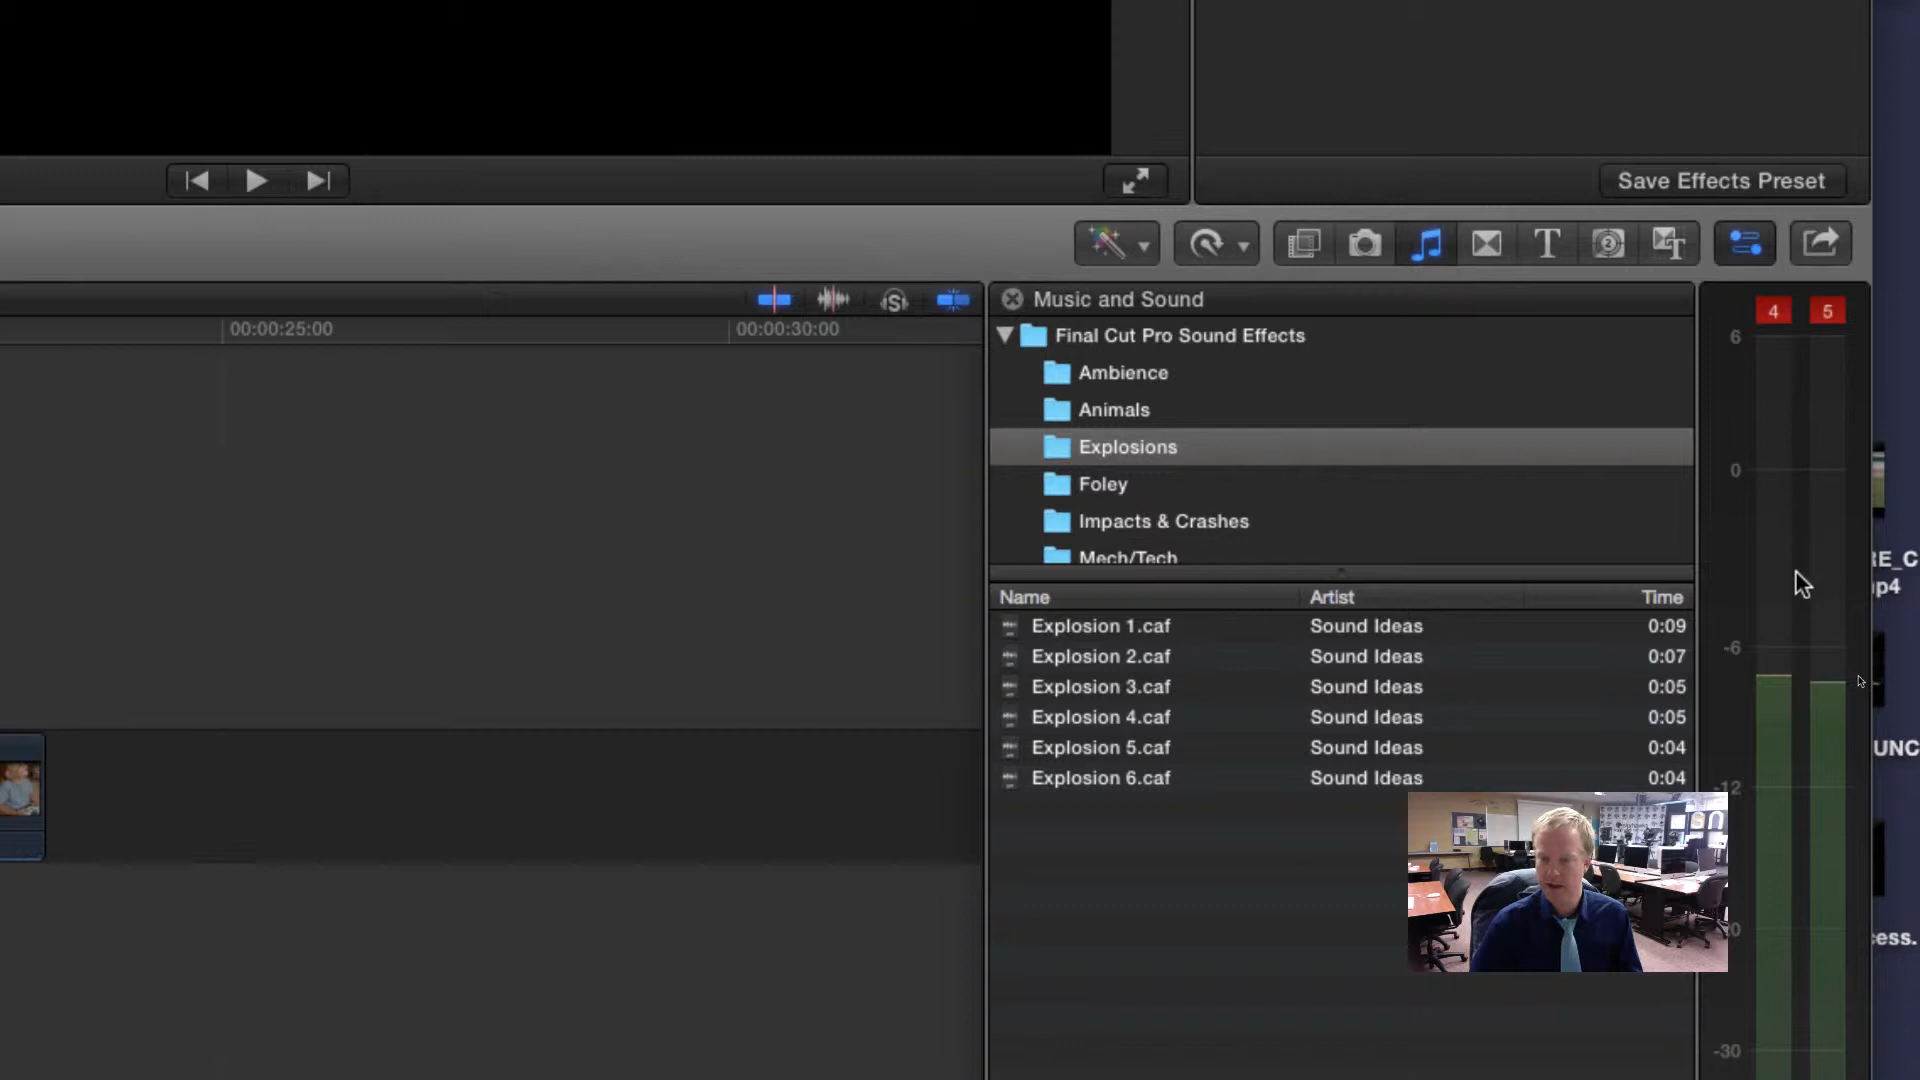 Save Effects Preset
00:00:25:00
00:00:30:00
Music and Sound
Final Cut Pro Sound Effects
Ambience
Animals
Explosions
Foley
Impacts & Crashes
Mech/Tech
Name Artist Time
Explosion 1.caf Sound Ideas 0:09
Explosion 2.caf Sound Ideas 0:07
Explosion 3.caf Sound Ideas 0:05
Explosion 4.caf Sound Ideas 0:05
Explosion 5.caf Sound Ideas 0:04
Explosion 6.caf Sound Ideas 0:04
4 5
6
0
-6
-12
-30
RE_C
mp4
UNC
cess.